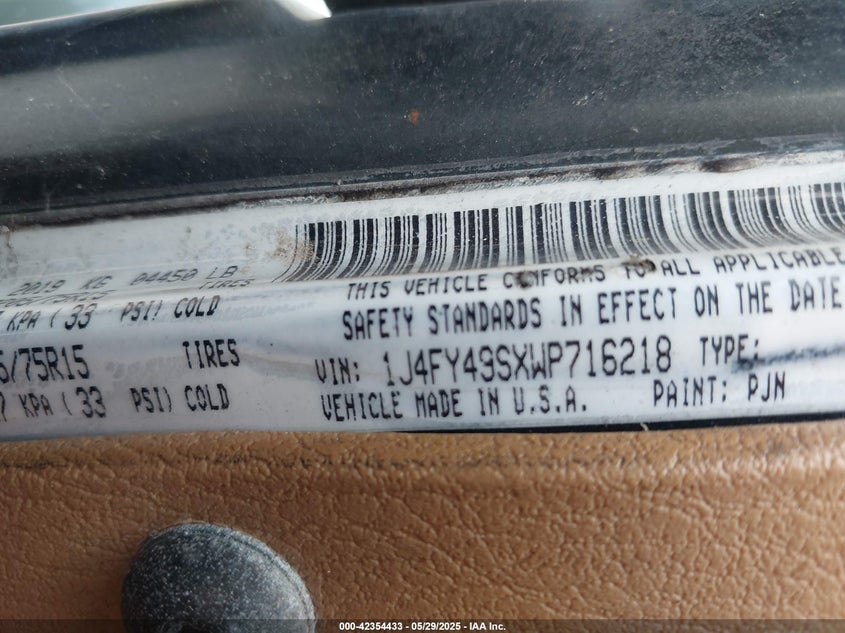 2019 KG 04450 LB
TIRES
KPA ( 33 PSI) COLD
5/75R15 TIRES
7 KPA ( 33 PSI) COLD
THIS VEHICLE CONFORMS TO ALL APPLICABLE
SAFETY STANDARDS IN EFFECT ON THE DATE
VIN: 1J4FY49SXWP716218 TYPE:
VEHICLE MADE IN U.S.A. PAINT: PJN
000-42354433 - 05/29/2025 - IAA Inc.